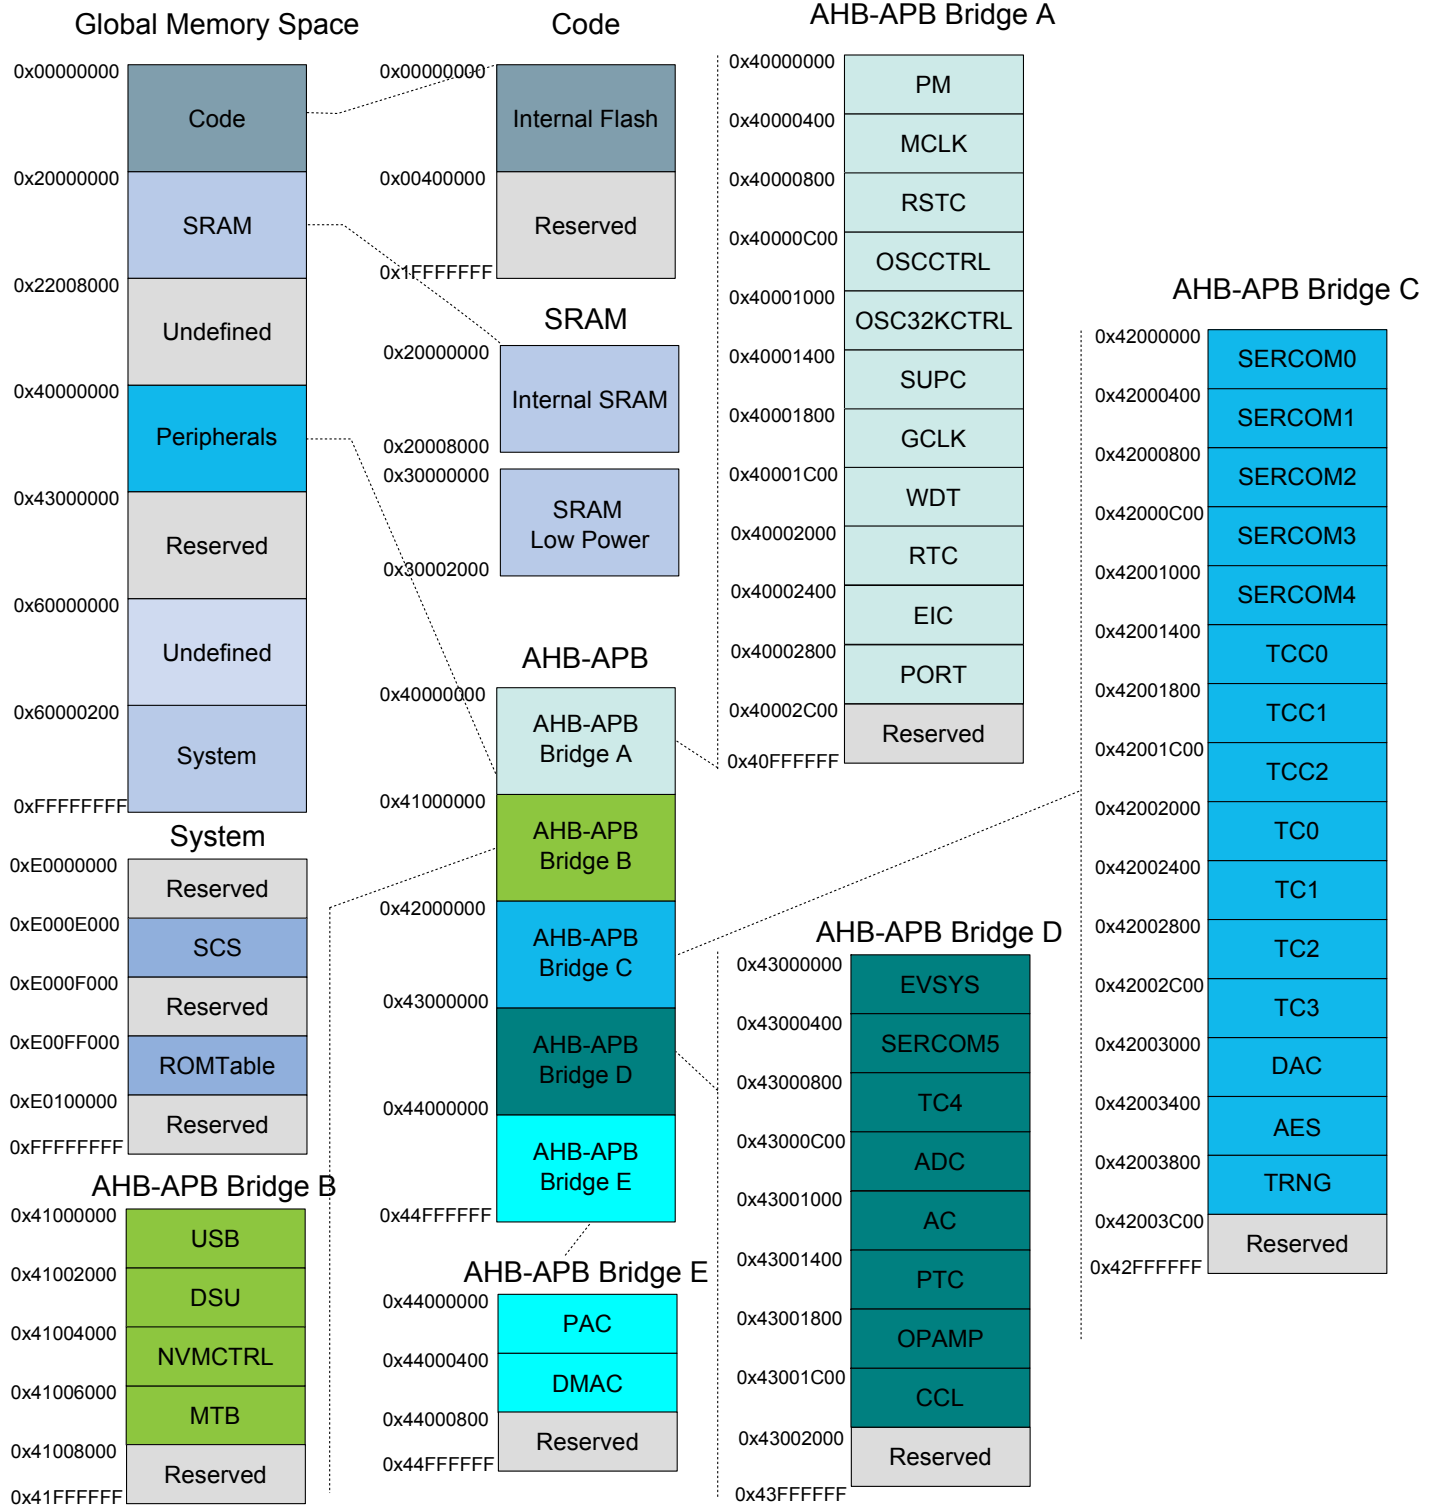 Global Memory Space
0x00000000
Code
0x20000000
SRAM
0x22008000
Undefined
0x40000000
Peripherals
0x43000000
Reserved
0x60000000
Undefined
0x60000200
System
0xFFFFFFFF
System
0xE0000000
Reserved
0xE000E000
SCS
0xE000F000
Reserved
0xE00FF000
ROMTable
0xE0100000
Reserved
0xFFFFFFFF
AHB-APB Bridge B
0x41000000
USB
0x41002000
DSU
0x41004000
NVMCTRL
0x41006000
MTB
0x41008000
Reserved
0x41FFFFFF
Code
0x00000000
Internal Flash
0x00400000
Reserved
0x1FFFFFFF
SRAM
0x20000000
Internal SRAM
0x20008000
0x30000000
SRAM
Low Power
0x30002000
AHB-APB
0x40000000
AHB-APB
Bridge A
0x41000000
AHB-APB
Bridge B
0x42000000
AHB-APB
Bridge C
0x43000000
AHB-APB
Bridge D
0x44000000
AHB-APB
Bridge E
0x44FFFFFF
AHB-APB Bridge E
0x44000000
PAC
0x44000400
DMAC
0x44000800
Reserved
0x44FFFFFF
AHB-APB Bridge A
0x40000000
PM
0x40000400
MCLK
0x40000800
RSTC
0x40000C00
OSCCTRL
0x40001000
OSC32KCTRL
0x40001400
SUPC
0x40001800
GCLK
0x40001C00
WDT
0x40002000
RTC
0x40002400
EIC
0x40002800
PORT
0x40002C00
Reserved
0x40FFFFFF
AHB-APB Bridge D
0x43000000
EVSYS
0x43000400
SERCOM5
0x43000800
TC4
0x43000C00
ADC
0x43001000
AC
0x43001400
PTC
0x43001800
OPAMP
0x43001C00
CCL
0x43002000
Reserved
0x43FFFFFF
AHB-APB Bridge C
0x42000000
SERCOM0
0x42000400
SERCOM1
0x42000800
SERCOM2
0x42000C00
SERCOM3
0x42001000
SERCOM4
0x42001400
TCC0
0x42001800
TCC1
0x42001C00
TCC2
0x42002000
TC0
0x42002400
TC1
0x42002800
TC2
0x42002C00
TC3
0x42003000
DAC
0x42003400
AES
0x42003800
TRNG
0x42003C00
Reserved
0x42FFFFFF